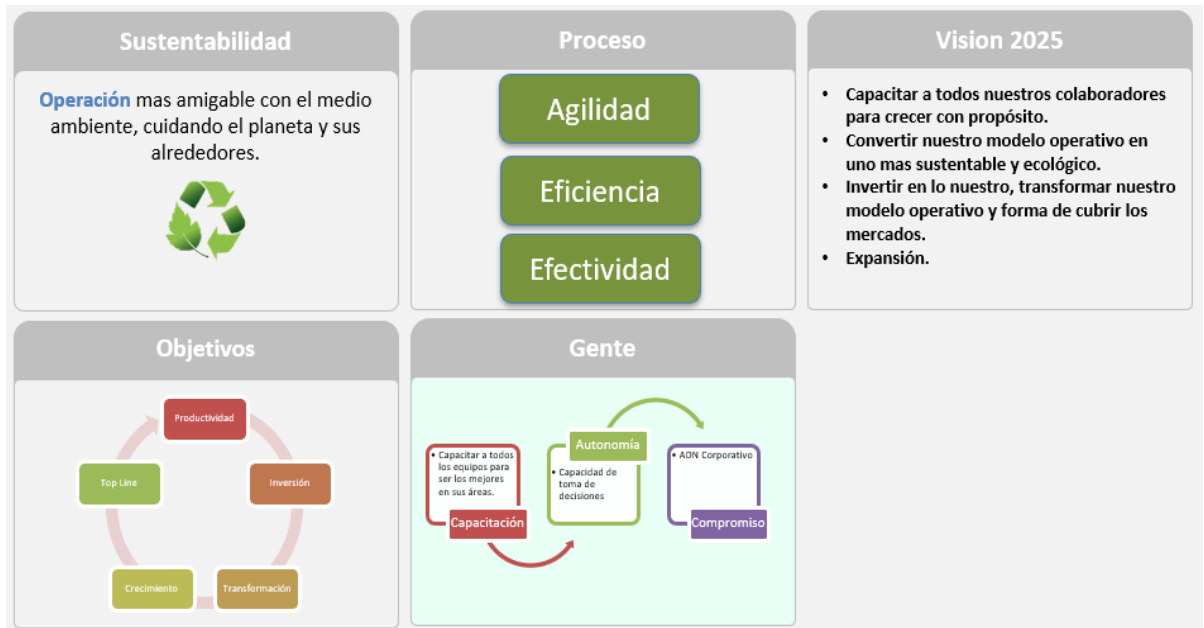 Sustentabilidad
Operación mas amigable con el medio
ambiente, cuidando el planeta y sus
alrededores.
Proceso
Agilidad
Eficiencia
Efectividad
Vision 2025
• Capacitar a todos nuestros colaboradores
para crecer con propósito.
• Convertir nuestro modelo operativo en
uno mas sustentable y ecológico.
• Invertir en lo nuestro, transformar nuestro
modelo operativo y forma de cubrir los
mercados.
• Expansión.
Objetivos
Productividad
Inversión
Transformación
Crecimiento
Top Line
Gente
• Capacitar a todos
los equipos para
ser los mejores
en sus áreas.
Capacitación
Autonomía
• Capacidad de
toma de
decisiones
• ADN Corporativo
Compromiso